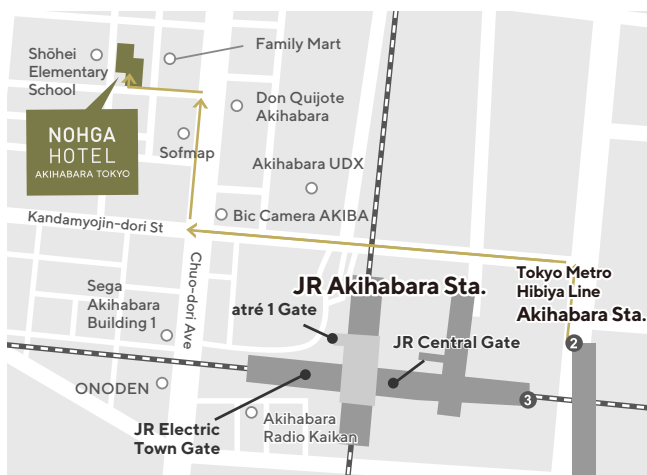 Family Mart
Shōhei
Elementary
School
Don Quijote
Akihabara
NOHGA
HOTEL
AKIHABARA TOKYO
Sofmap
Akihabara UDX
Kandamyojin-dori St
Bic Camera AKIBA
Chuo-dori Ave
JR Akihabara Sta.
Tokyo Metro
Hibiya Line
Akihabara Sta.
Sega
Akihabara
Building 1
atré 1 Gate
JR Central Gate
2
ONODEN
3
JR Electric
Town Gate
Akihabara
Radio Kaikan